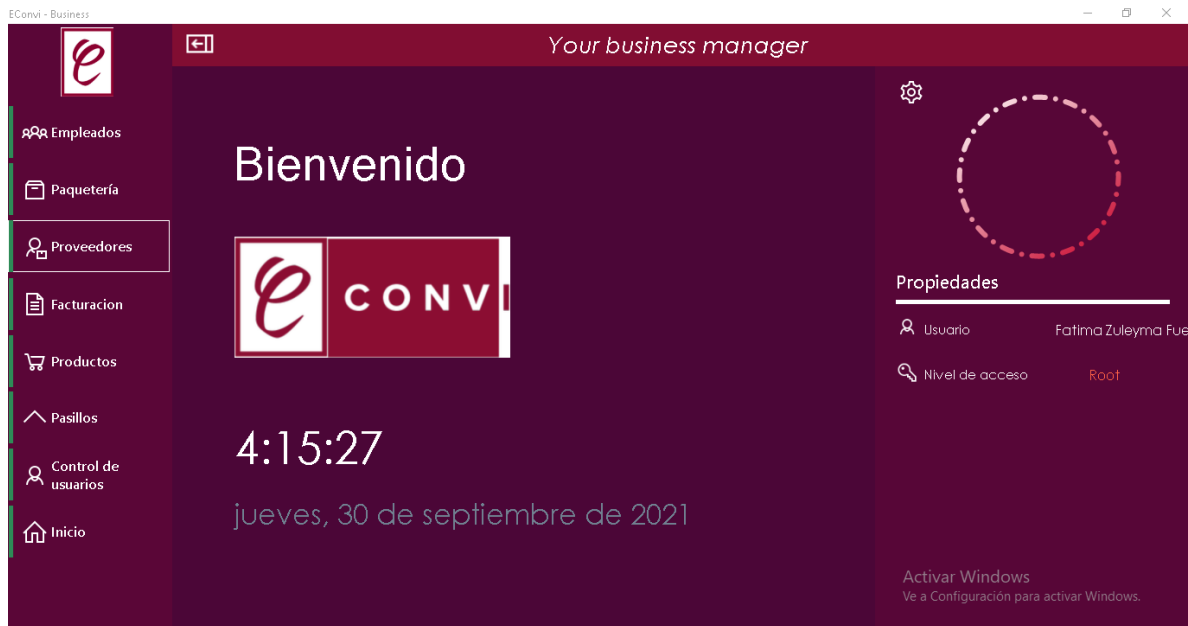 EConvi - Business
Your business manager
Empleados
Paquetería
Proveedores
Facturacion
Productos
Pasillos
Control de
usuarios
Inicio
Bienvenido
CONV
4:15:27
jueves, 30 de septiembre de 2021
Propiedades
Usuario Fatima Zuleyma Fue
Nivel de acceso Root
Activar Windows
Ve a Configuración para activar Windows.